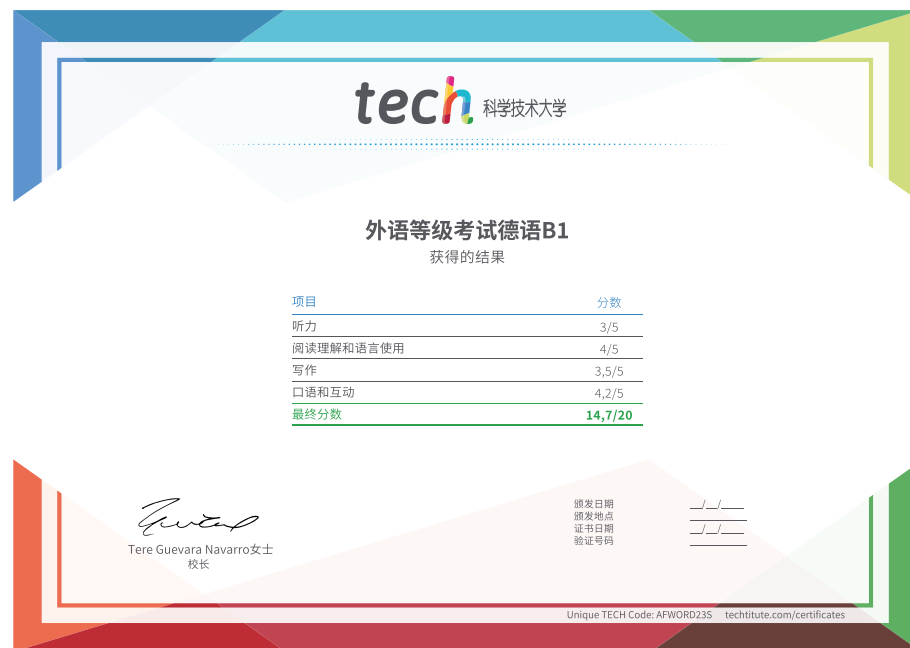 tech 科学技术大学
外语等级考试德语B1
获得的结果
项目 分数
听力 3/5
阅读理解和语言使用 4/5
写作 3,5/5
口语和互动 4,2/5
最终分数 14,7/20
颁发日期 __/__/____
颁发地点 __________
证书日期 __/__/____
验证号码 __________
Tere Guevara Navarro女士
校长
Unique TECH Code: AFWORD23S techtitute.com/certificates